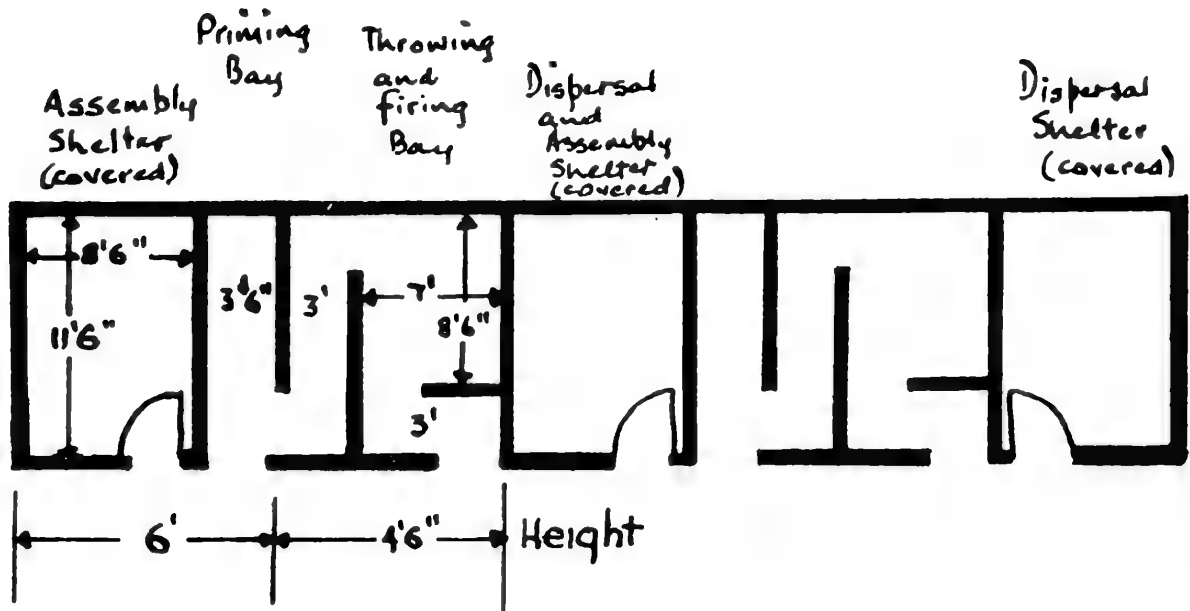 Priming
Bay
Throwing
and
firing
Bay
Assembly
Shelter
(covered)
Dispersal
and
Assembly
Shelter
(covered)
Dispersal
Shelter
(covered)
8'6"
11'6"
3'6"
3'
7'
8'6"
3'
6'
4'6"
Height